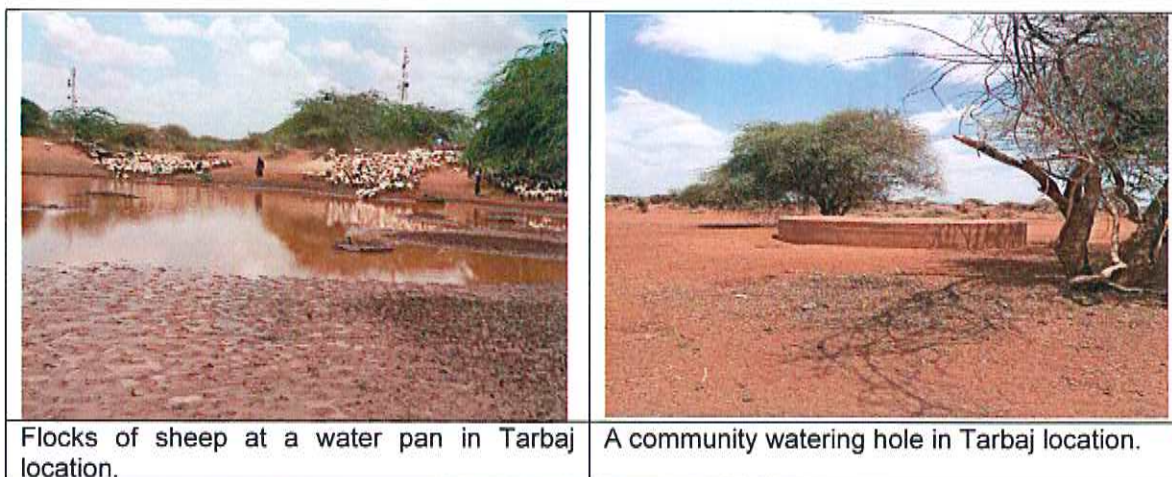 Flocks of sheep at a water pan in Tarbaj
location.
A community watering hole in Tarbaj location.